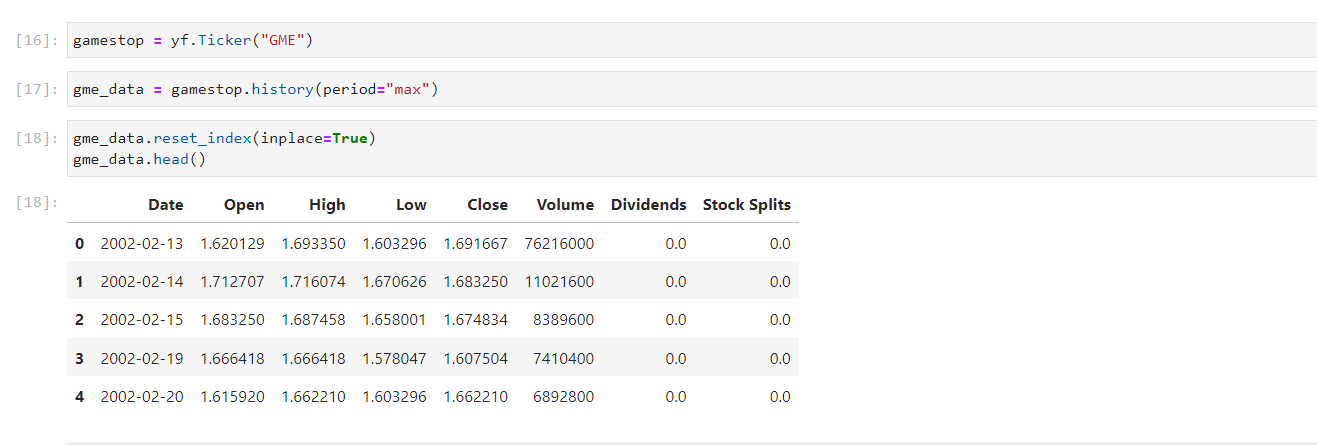 [16]: gamestop = yf.Ticker("GME")
[17]: gme_data = gamestop.history(period="max")
[18]: gme_data.reset_index(inplace=True)
gme_data.head()
[18]: Date Open High Low Close Volume Dividends Stock Splits
0 2002-02-13 1.620129 1.693350 1.603296 1.691667 76216000 0.0 0.0
1 2002-02-14 1.712707 1.716074 1.670626 1.683250 11021600 0.0 0.0
2 2002-02-15 1.683250 1.687458 1.658001 1.674834 8389600 0.0 0.0
3 2002-02-19 1.666418 1.666418 1.578047 1.607504 7410400 0.0 0.0
4 2002-02-20 1.615920 1.662210 1.603296 1.662210 6892800 0.0 0.0